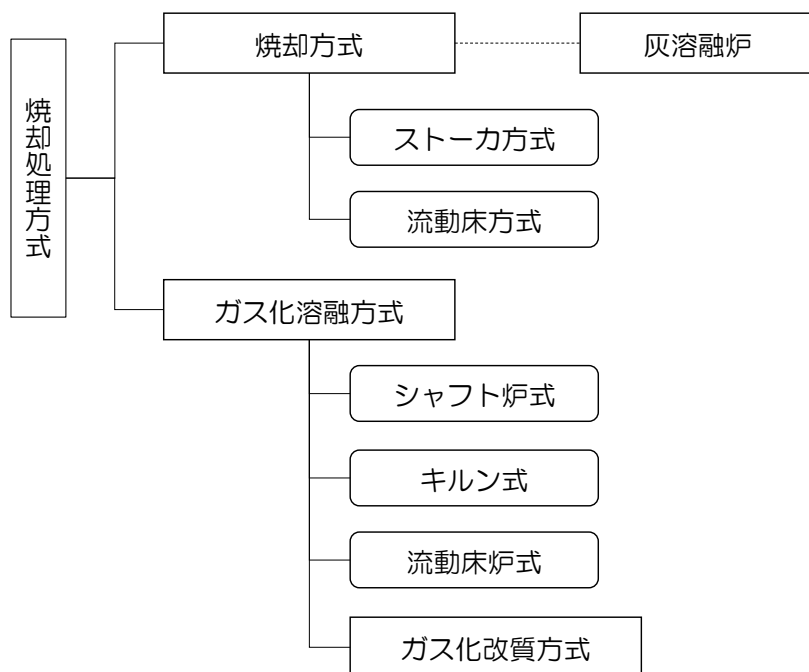 焼却処理方式
焼却方式
灰溶融炉
ストーカ方式
流動床方式
ガス化溶融方式
シャフト炉式
キルン式
流動床炉式
ガス化改質方式